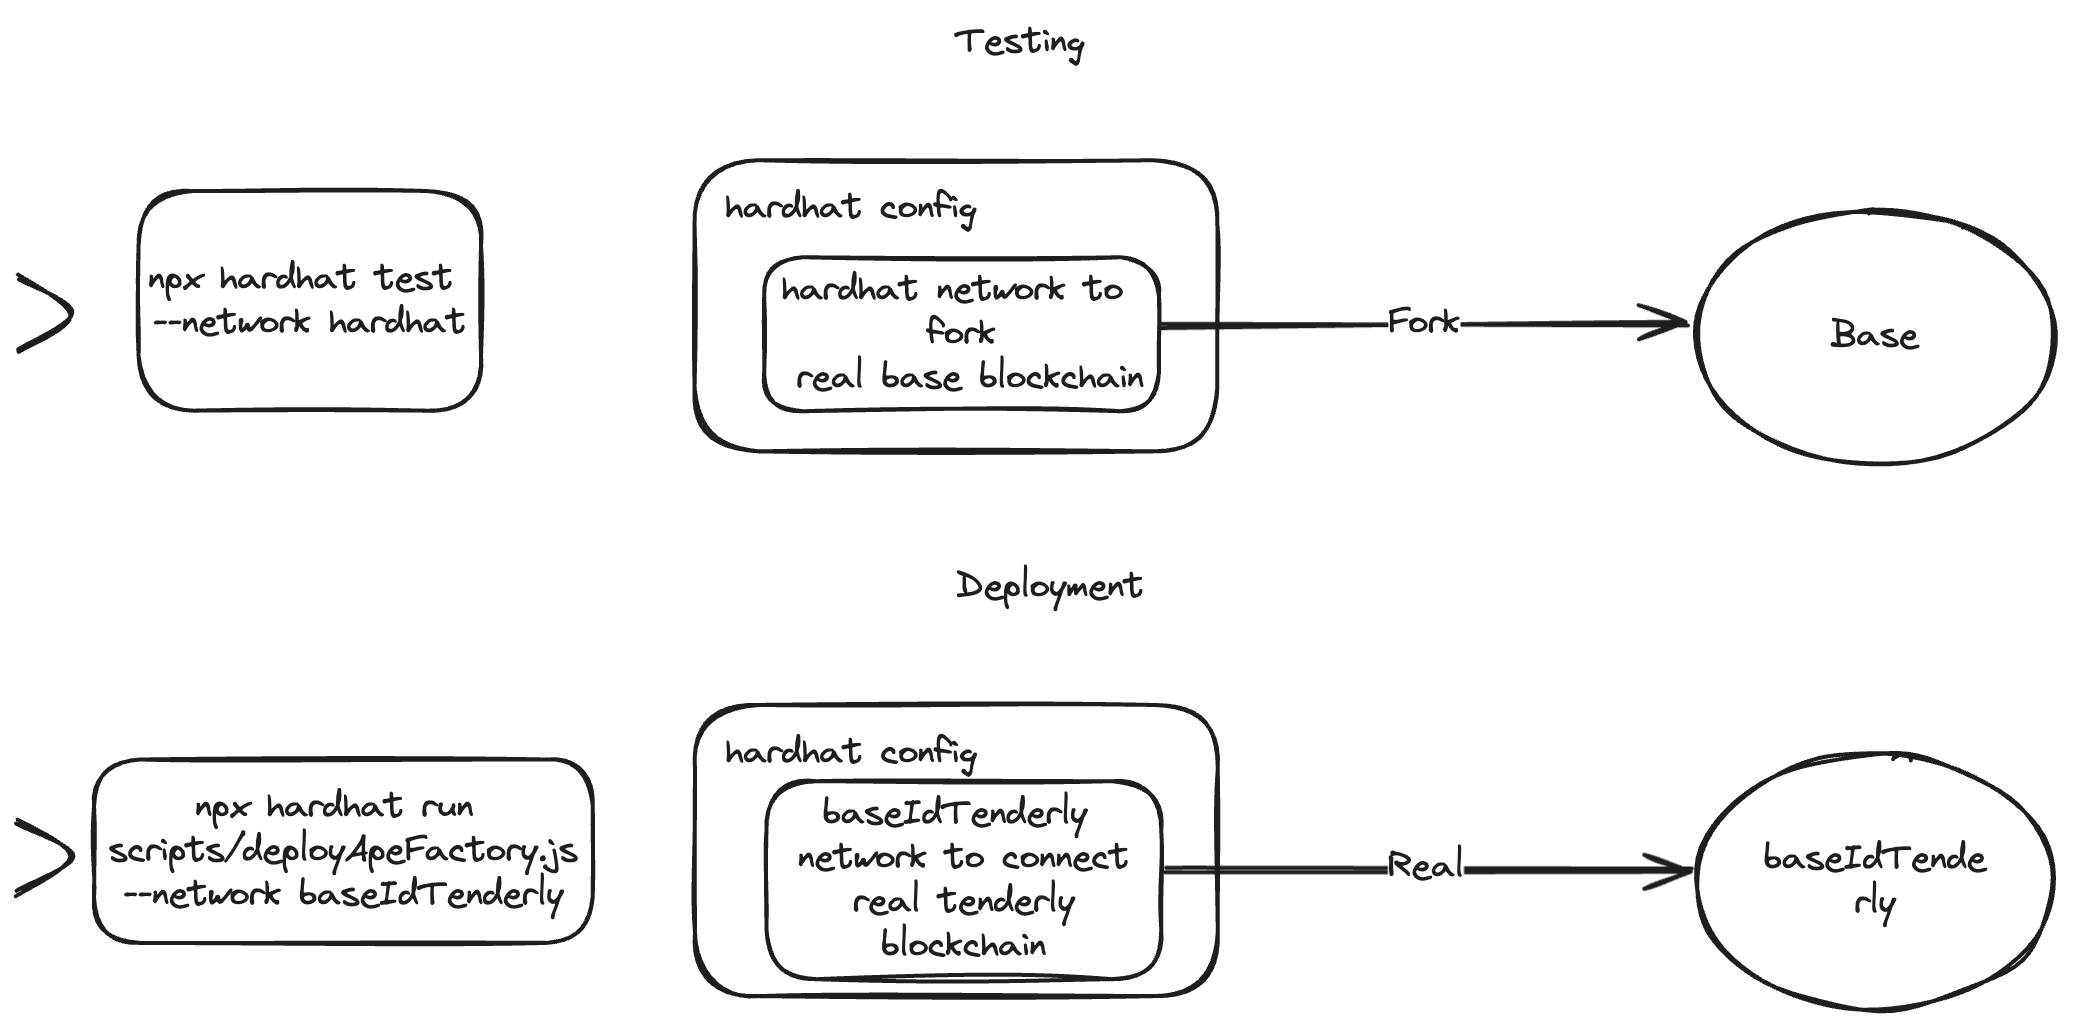 Testing
npx hardhat test
--network hardhat
hardhat config
hardhat network to
fork
real base blockchain
Fork
Base
Deployment
npx hardhat run
scripts/deployApeFactory.js
--network baseIdTenderly
hardhat config
baseIdTenderly
network to connect
real tenderly
blockchain
Real
baseIdTende
rly